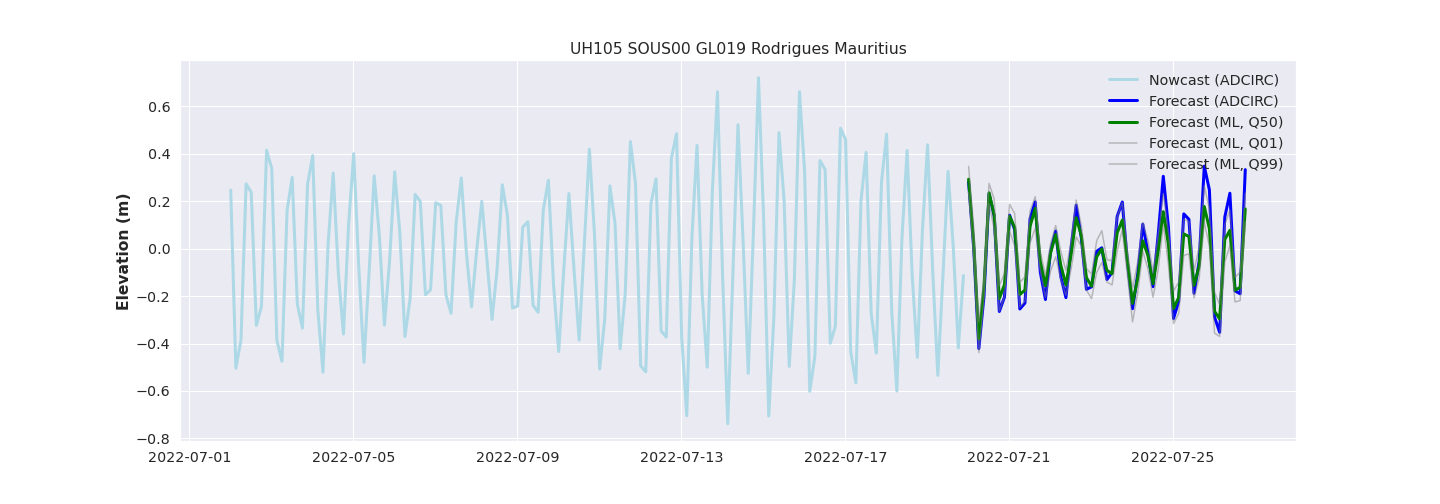 UH105 SOUS00 GL019 Rodrigues Mauritius
Nowcast (ADCIRC)
Forecast (ADCIRC)
Forecast (ML, Q50)
Forecast (ML, Q01)
Forecast (ML, Q99)
Elevation (m)
0.6
0.4
0.2
0.0
−0.2
−0.4
−0.6
−0.8
2022-07-01
2022-07-05
2022-07-09
2022-07-13
2022-07-17
2022-07-21
2022-07-25